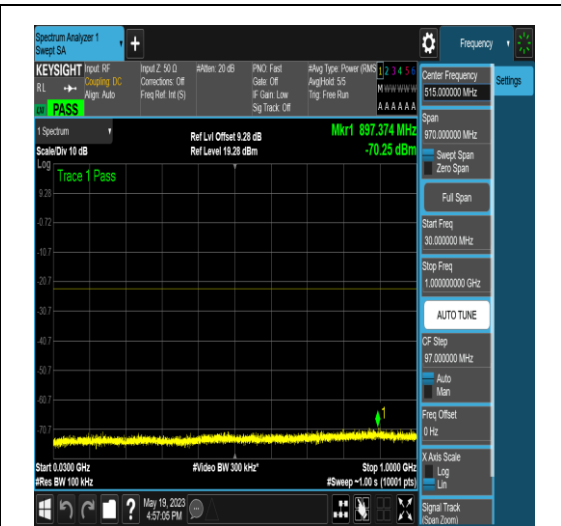 Spectrum Analyzer 1
Swept SA
+
Frequency
KEYSIGHT
RL
PASS
Input: RF
Coupling: DC
Align: Auto
Input Z: 50 Ω
Corrections: Off
Freq Ref: Int (S)
#Atten: 20 dB
PNO: Fast
Gate: Off
IF Gain: Low
Sig Track: Off
#Avg Type: Power (RMS
Avg|Hold: 5/5
Trig: Free Run
1 2 3 4 5 6
M W W W W W
A A A A A A
1 Spectrum
Scale/Div 10 dB
Ref Lvl Offset 9.28 dB
Ref Level 19.28 dBm
Mkr1 897.374 MHz
-70.25 dBm
Log
Trace 1 Pass
9.28
-0.72
-10.7
-20.7
-30.7
-40.7
-50.7
-60.7
-70.7
1
Start 0.0300 GHz
#Res BW 100 kHz
#Video BW 300 kHz*
Stop 1.0000 GHz
#Sweep ~1.00 s (10001 pts)
?
May 19, 2023
4:57:05 PM
Center Frequency
515.000000 MHz
Settings
Span
970.000000 MHz
Swept Span
Zero Span
Full Span
Start Freq
30.000000 MHz
Stop Freq
1.000000000 GHz
AUTO TUNE
CF Step
97.000000 MHz
Auto
Man
Freq Offset
0 Hz
X Axis Scale
Log
Lin
Signal Track
(Span Zoom)